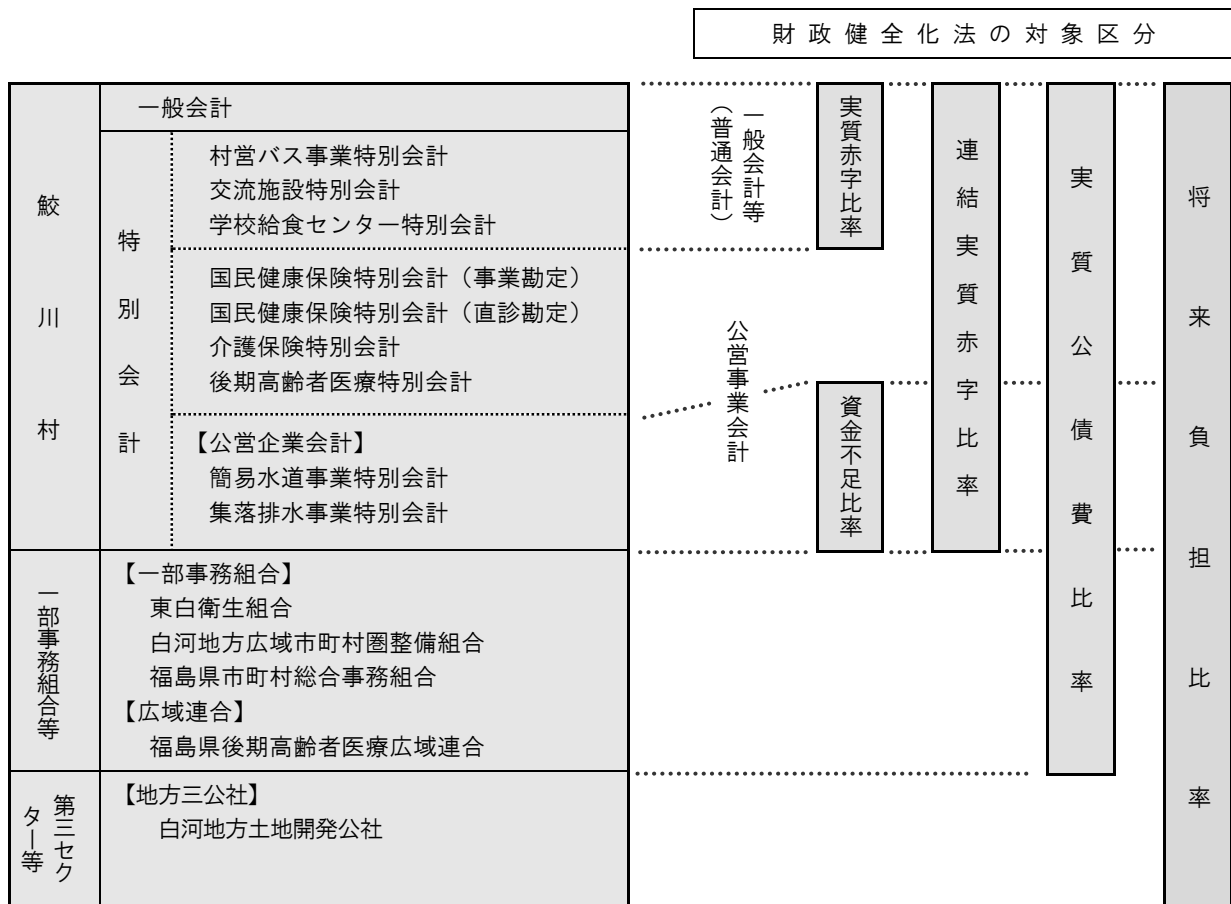 財政健全化法の対象区分
鮫川村
一般会計
特別会計
村営バス事業特別会計
交流施設特別会計
学校給食センター特別会計
国民健康保険特別会計（事業勘定）
国民健康保険特別会計（直診勘定）
介護保険特別会計
後期高齢者医療特別会計
【公営企業会計】
簡易水道事業特別会計
集落排水事業特別会計
一般会計等
（普通会計）
公営事業会計
実質赤字比率
資金不足比率
連結実質赤字比率
実質公債費比率
将来負担比率
一部事務組合等
【一部事務組合】
東白衛生組合
白河地方広域市町村圏整備組合
福島県市町村総合事務組合
【広域連合】
福島県後期高齢者医療広域連合
第三セク
ター等
【地方三公社】
白河地方土地開発公社